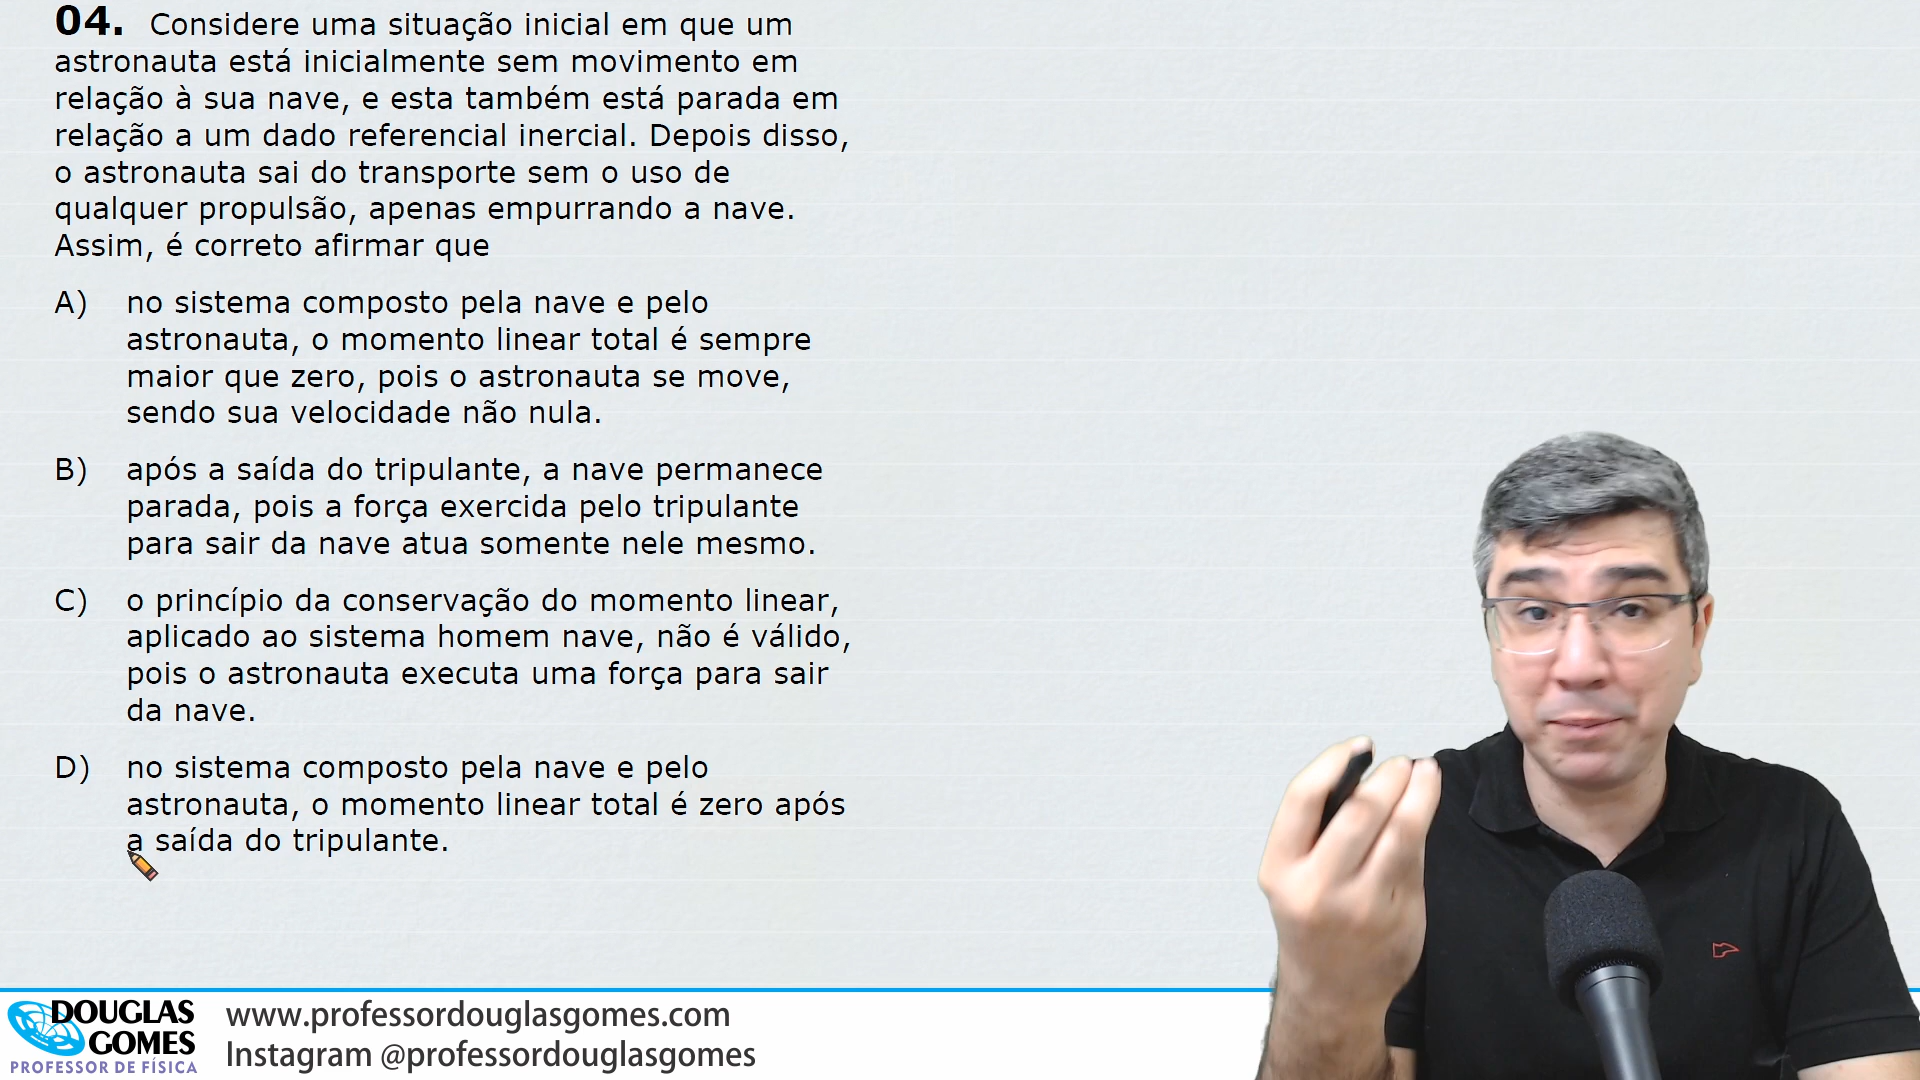 04. Considere uma situação inicial em que um
astronauta está inicialmente sem movimento em
relação à sua nave, e esta também está parada em
relação a um dado referencial inercial. Depois disso,
o astronauta sai do transporte sem o uso de
qualquer propulsão, apenas empurrando a nave.
Assim, é correto afirmar que
A) no sistema composto pela nave e pelo
astronauta, o momento linear total é sempre
maior que zero, pois o astronauta se move,
sendo sua velocidade não nula.
B) após a saída do tripulante, a nave permanece
parada, pois a força exercida pelo tripulante
para sair da nave atua somente nele mesmo.
C) o princípio da conservação do momento linear,
aplicado ao sistema homem nave, não é válido,
pois o astronauta executa uma força para sair
da nave.
D) no sistema composto pela nave e pelo
astronauta, o momento linear total é zero após
a saída do tripulante.
DOUGLAS
GOMES
PROFESSOR DE FÍSICA
www.professordouglasgomes.com
Instagram @professordouglasgomes